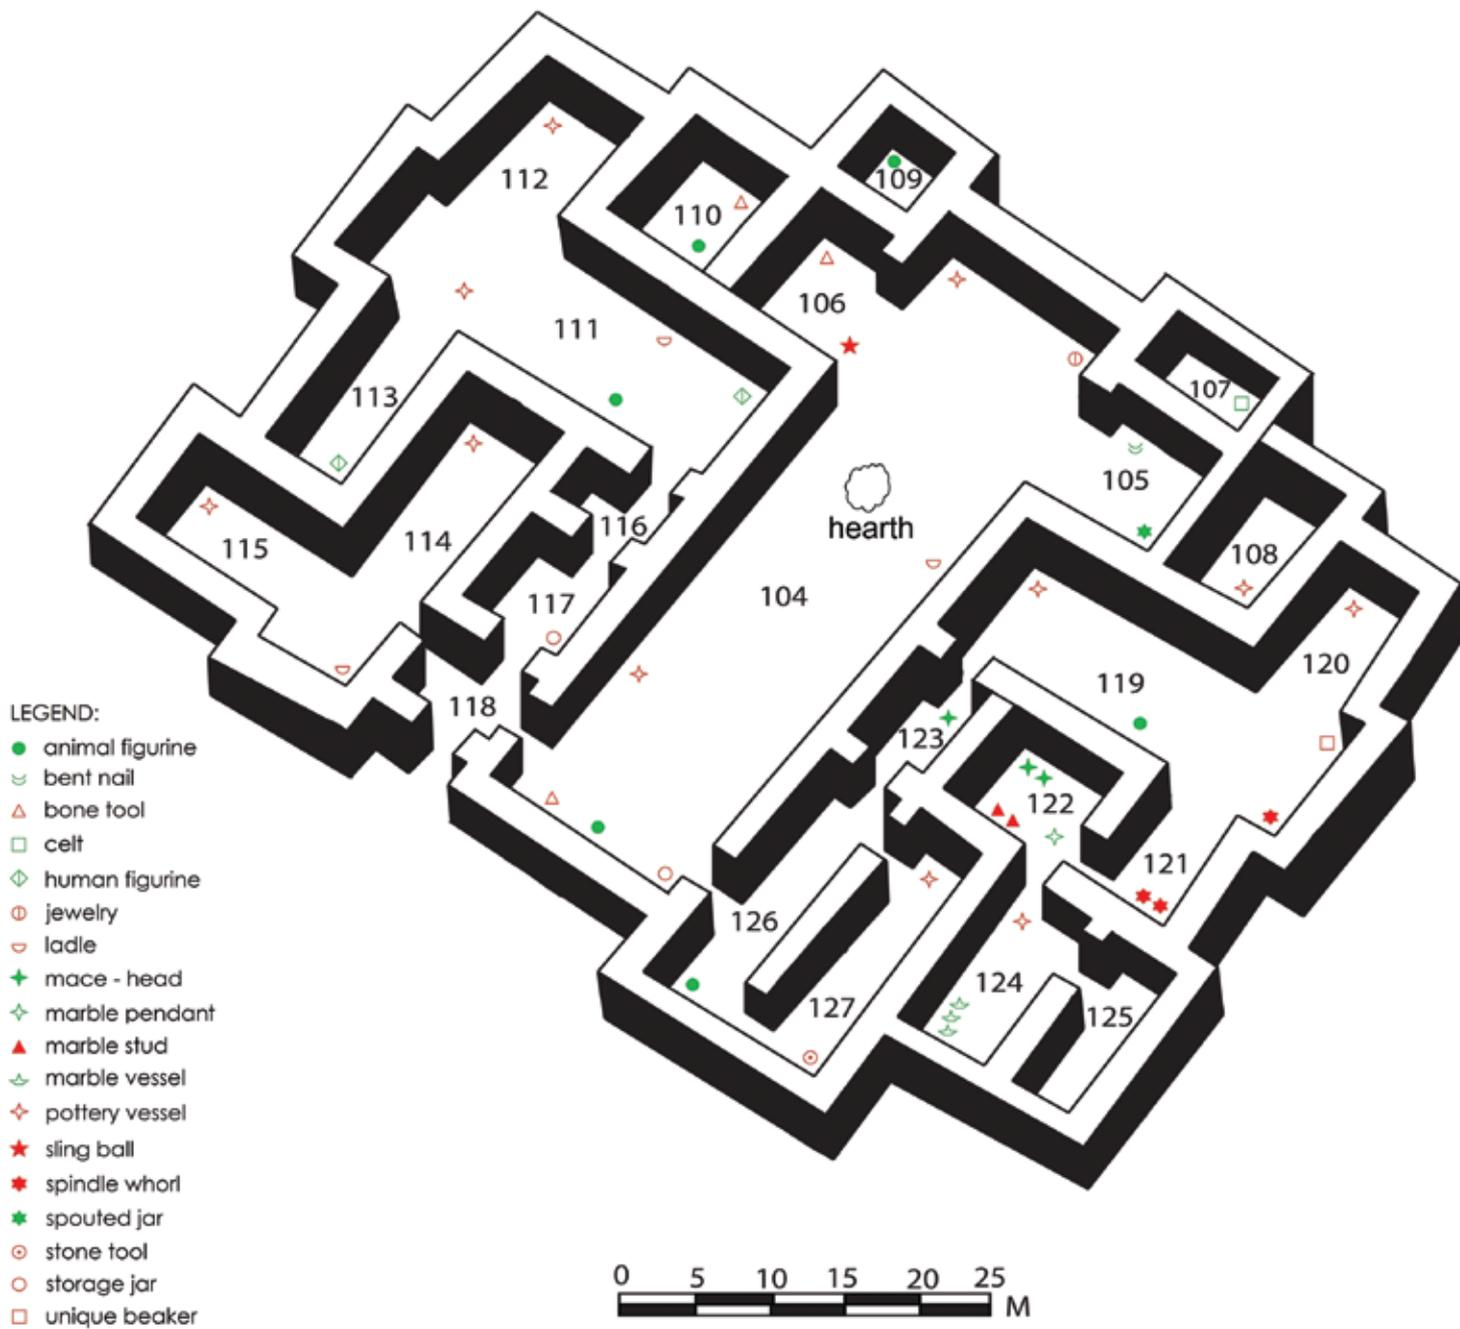 112
109
110
106
111
107
113
105
116
hearth
115
114
108
117
104
120
119
118
123
122
121
126
124
127
125
LEGEND:
animal figurine
bent nail
bone tool
celt
human figurine
jewelry
ladle
mace - head
marble pendant
marble stud
marble vessel
pottery vessel
sling ball
spindle whorl
spouted jar
stone tool
storage jar
unique beaker
0 5 10 15 20 25
M